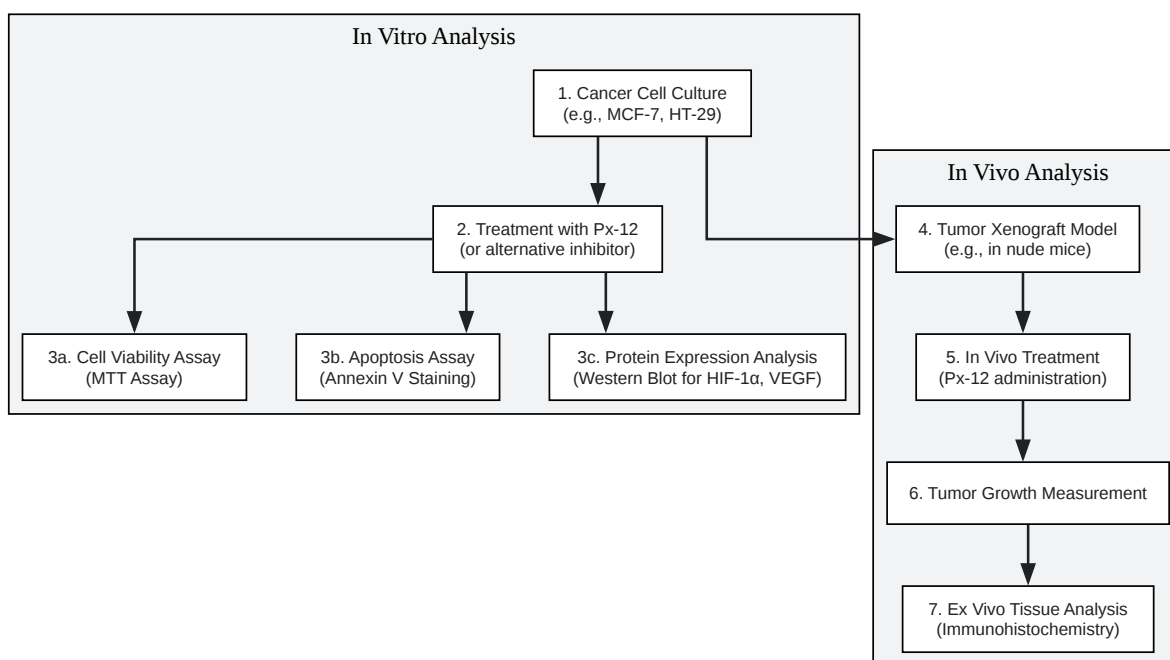 In Vitro Analysis
1. Cancer Cell Culture
(e.g., MCF-7, HT-29)
2. Treatment with Px-12
(or alternative inhibitor)
3a. Cell Viability Assay
(MTT Assay)
3b. Apoptosis Assay
(Annexin V Staining)
3c. Protein Expression Analysis
(Western Blot for HIF-1α, VEGF)
In Vivo Analysis
4. Tumor Xenograft Model
(e.g., in nude mice)
5. In Vivo Treatment
(Px-12 administration)
6. Tumor Growth Measurement
7. Ex Vivo Tissue Analysis
(Immunohistochemistry)